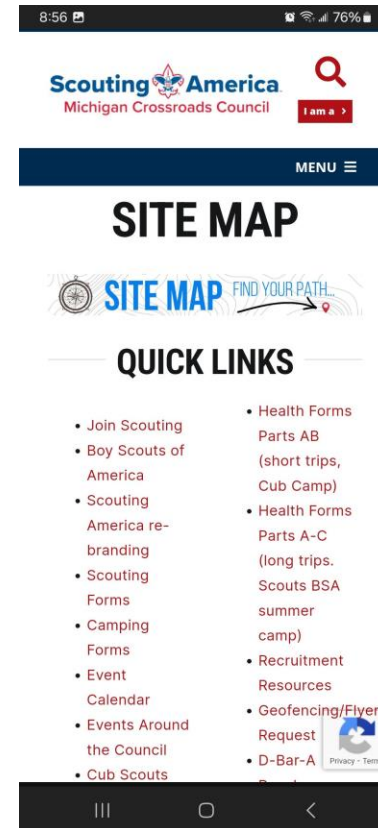 8:56
76%
Scouting America
Michigan Crossroads Council
I am a >
MENU
SITE MAP
SITE MAP FIND YOUR PATH...
QUICK LINKS
• Join Scouting
• Boy Scouts of
America
• Scouting
America re-
branding
• Scouting
Forms
• Camping
Forms
• Event
Calendar
• Events Around
the Council
• Cub Scouts
• Health Forms
Parts AB
(short trips,
Cub Camp)
• Health Forms
Parts A-C
(long trips.
Scouts BSA
summer
camp)
• Recruitment
Resources
• Geofencing/Flyer
Request
• D-Bar-A
Privacy - Term